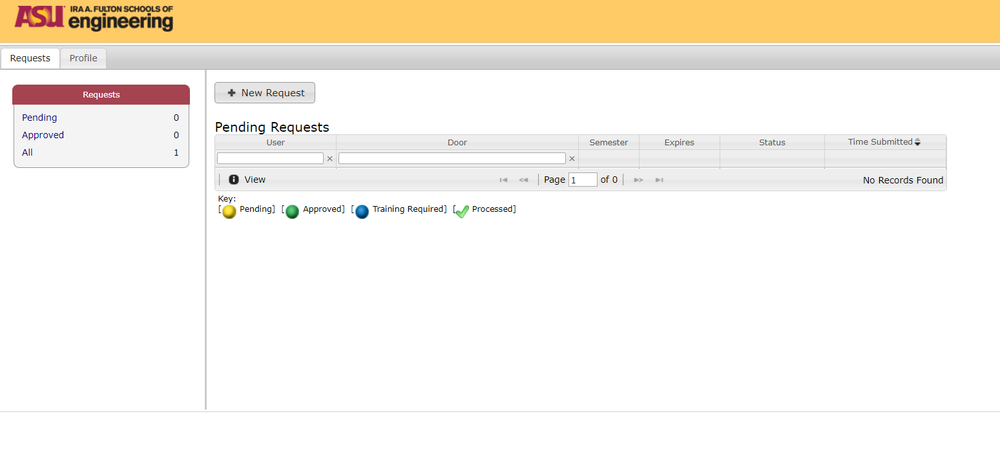 ASU IRA A. FULTON SCHOOLS OF
engineering
Requests Profile
Requests
Pending 0
Approved 0
All 1
New Request
Pending Requests
User Door Semester Expires Status Time Submitted
× ×
View Page 1 of 0 No Records Found
Key:
[ Pending] [ Approved] [ Training Required] [ Processed]